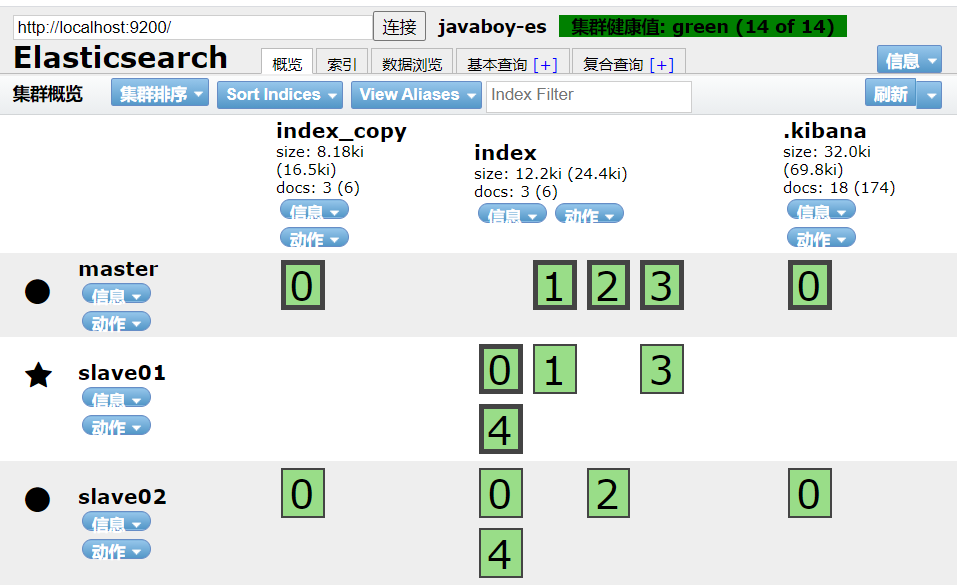 http://localhost:9200/ 连接 javaboy-es 集群健康值: green (14 of 14)
Elasticsearch 概览 索引 数据浏览 基本查询 [+] 复合查询 [+] 信息
集群概览 集群排序 Sort Indices View Aliases Index Filter 刷新
index_copy
size: 8.18ki
(16.5ki)
docs: 3 (6)
信息
动作
index
size: 12.2ki (24.4ki)
docs: 3 (6)
信息 动作
.kibana
size: 32.0ki
(69.8ki)
docs: 18 (174)
信息
动作
master
信息
动作
0 1 2 3 0
slave01
信息
动作
0 1 3
4
slave02
信息
动作
0 0 2 0
4